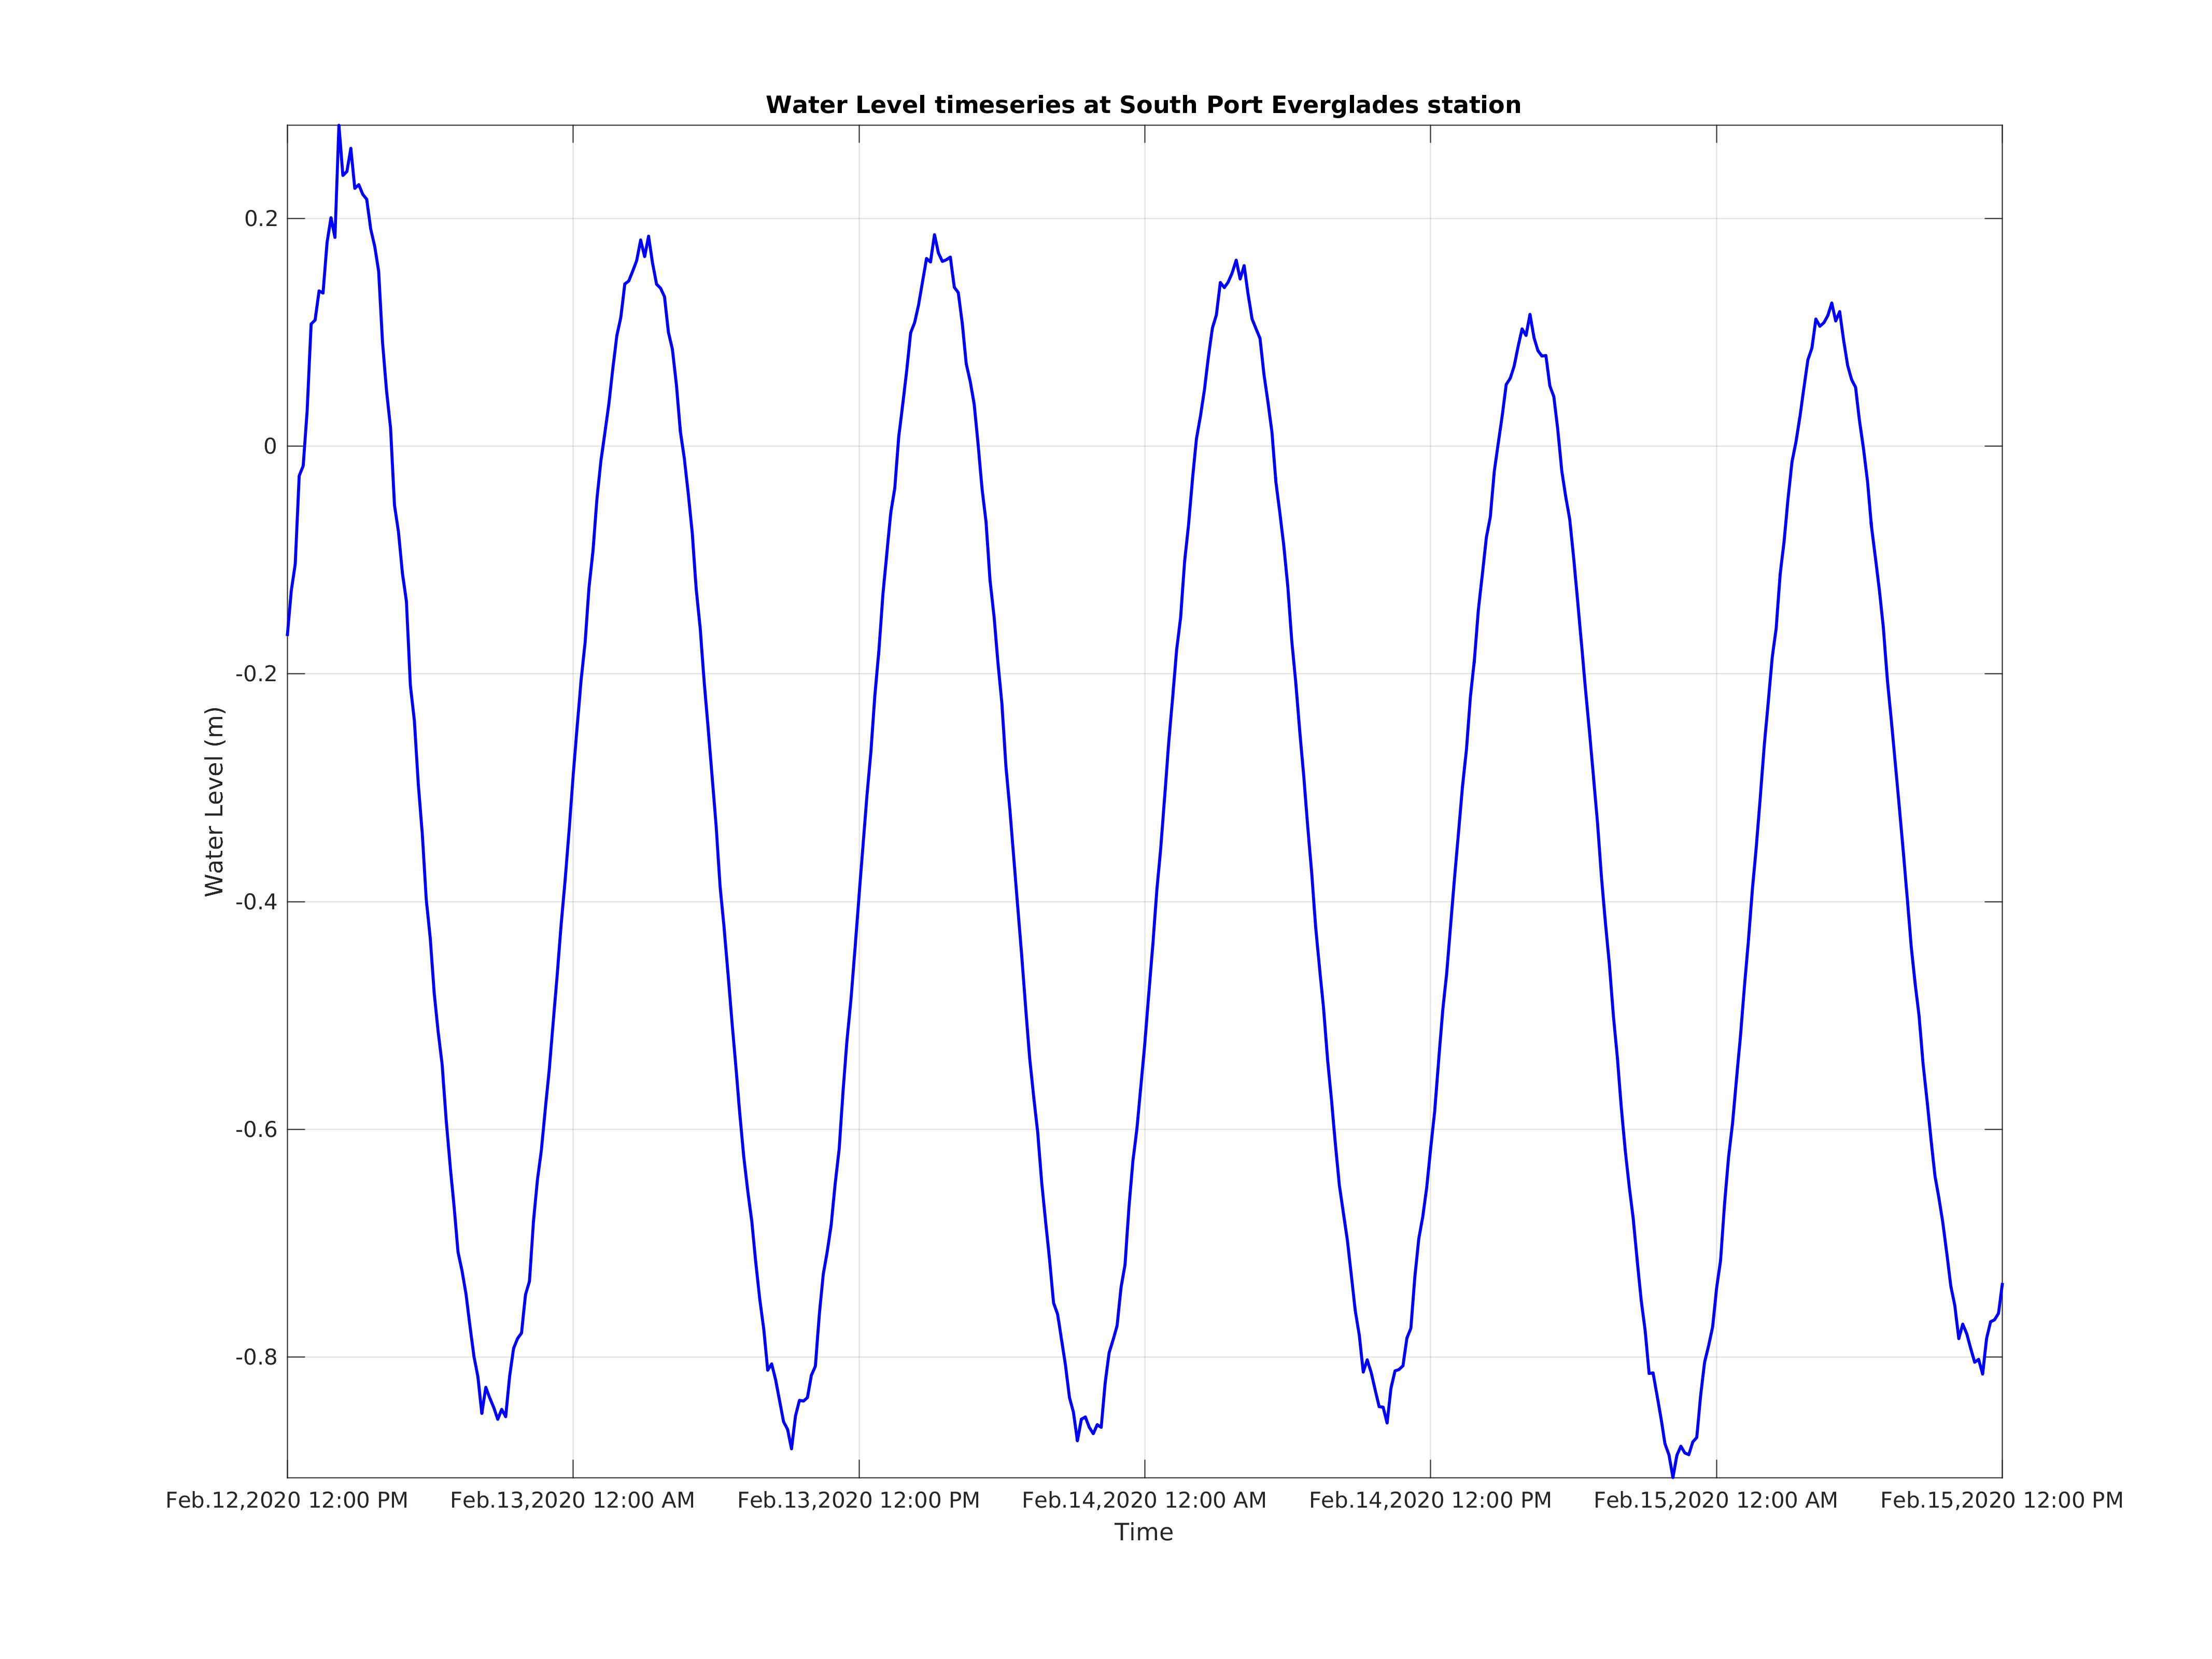 Water Level timeseries at South Port Everglades station
0.2
0
-0.2
-0.4
-0.6
-0.8
Water Level (m)
Feb.12,2020 12:00 PM Feb.13,2020 12:00 AM Feb.13,2020 12:00 PM Feb.14,2020 12:00 AM Feb.14,2020 12:00 PM Feb.15,2020 12:00 AM Feb.15,2020 12:00 PM
Time